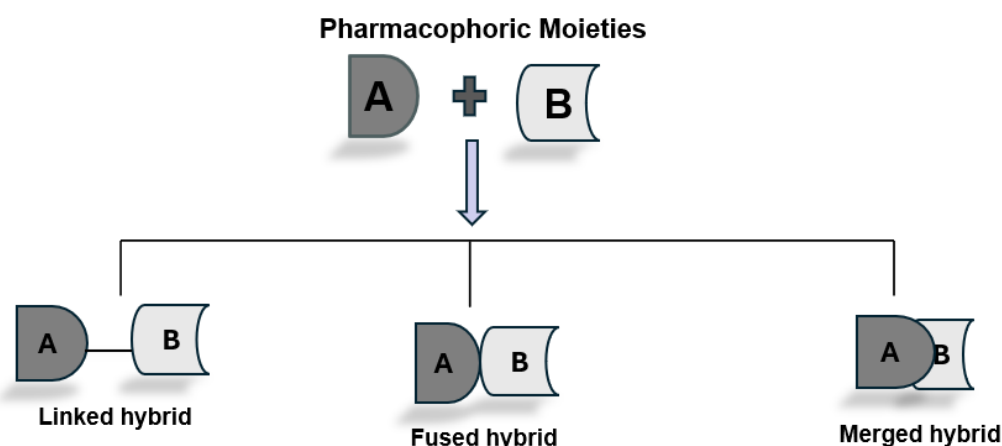 Pharmacophoric Moieties
A
B
A
B
A
B
A
B
Linked hybrid
Fused hybrid
Merged hybrid